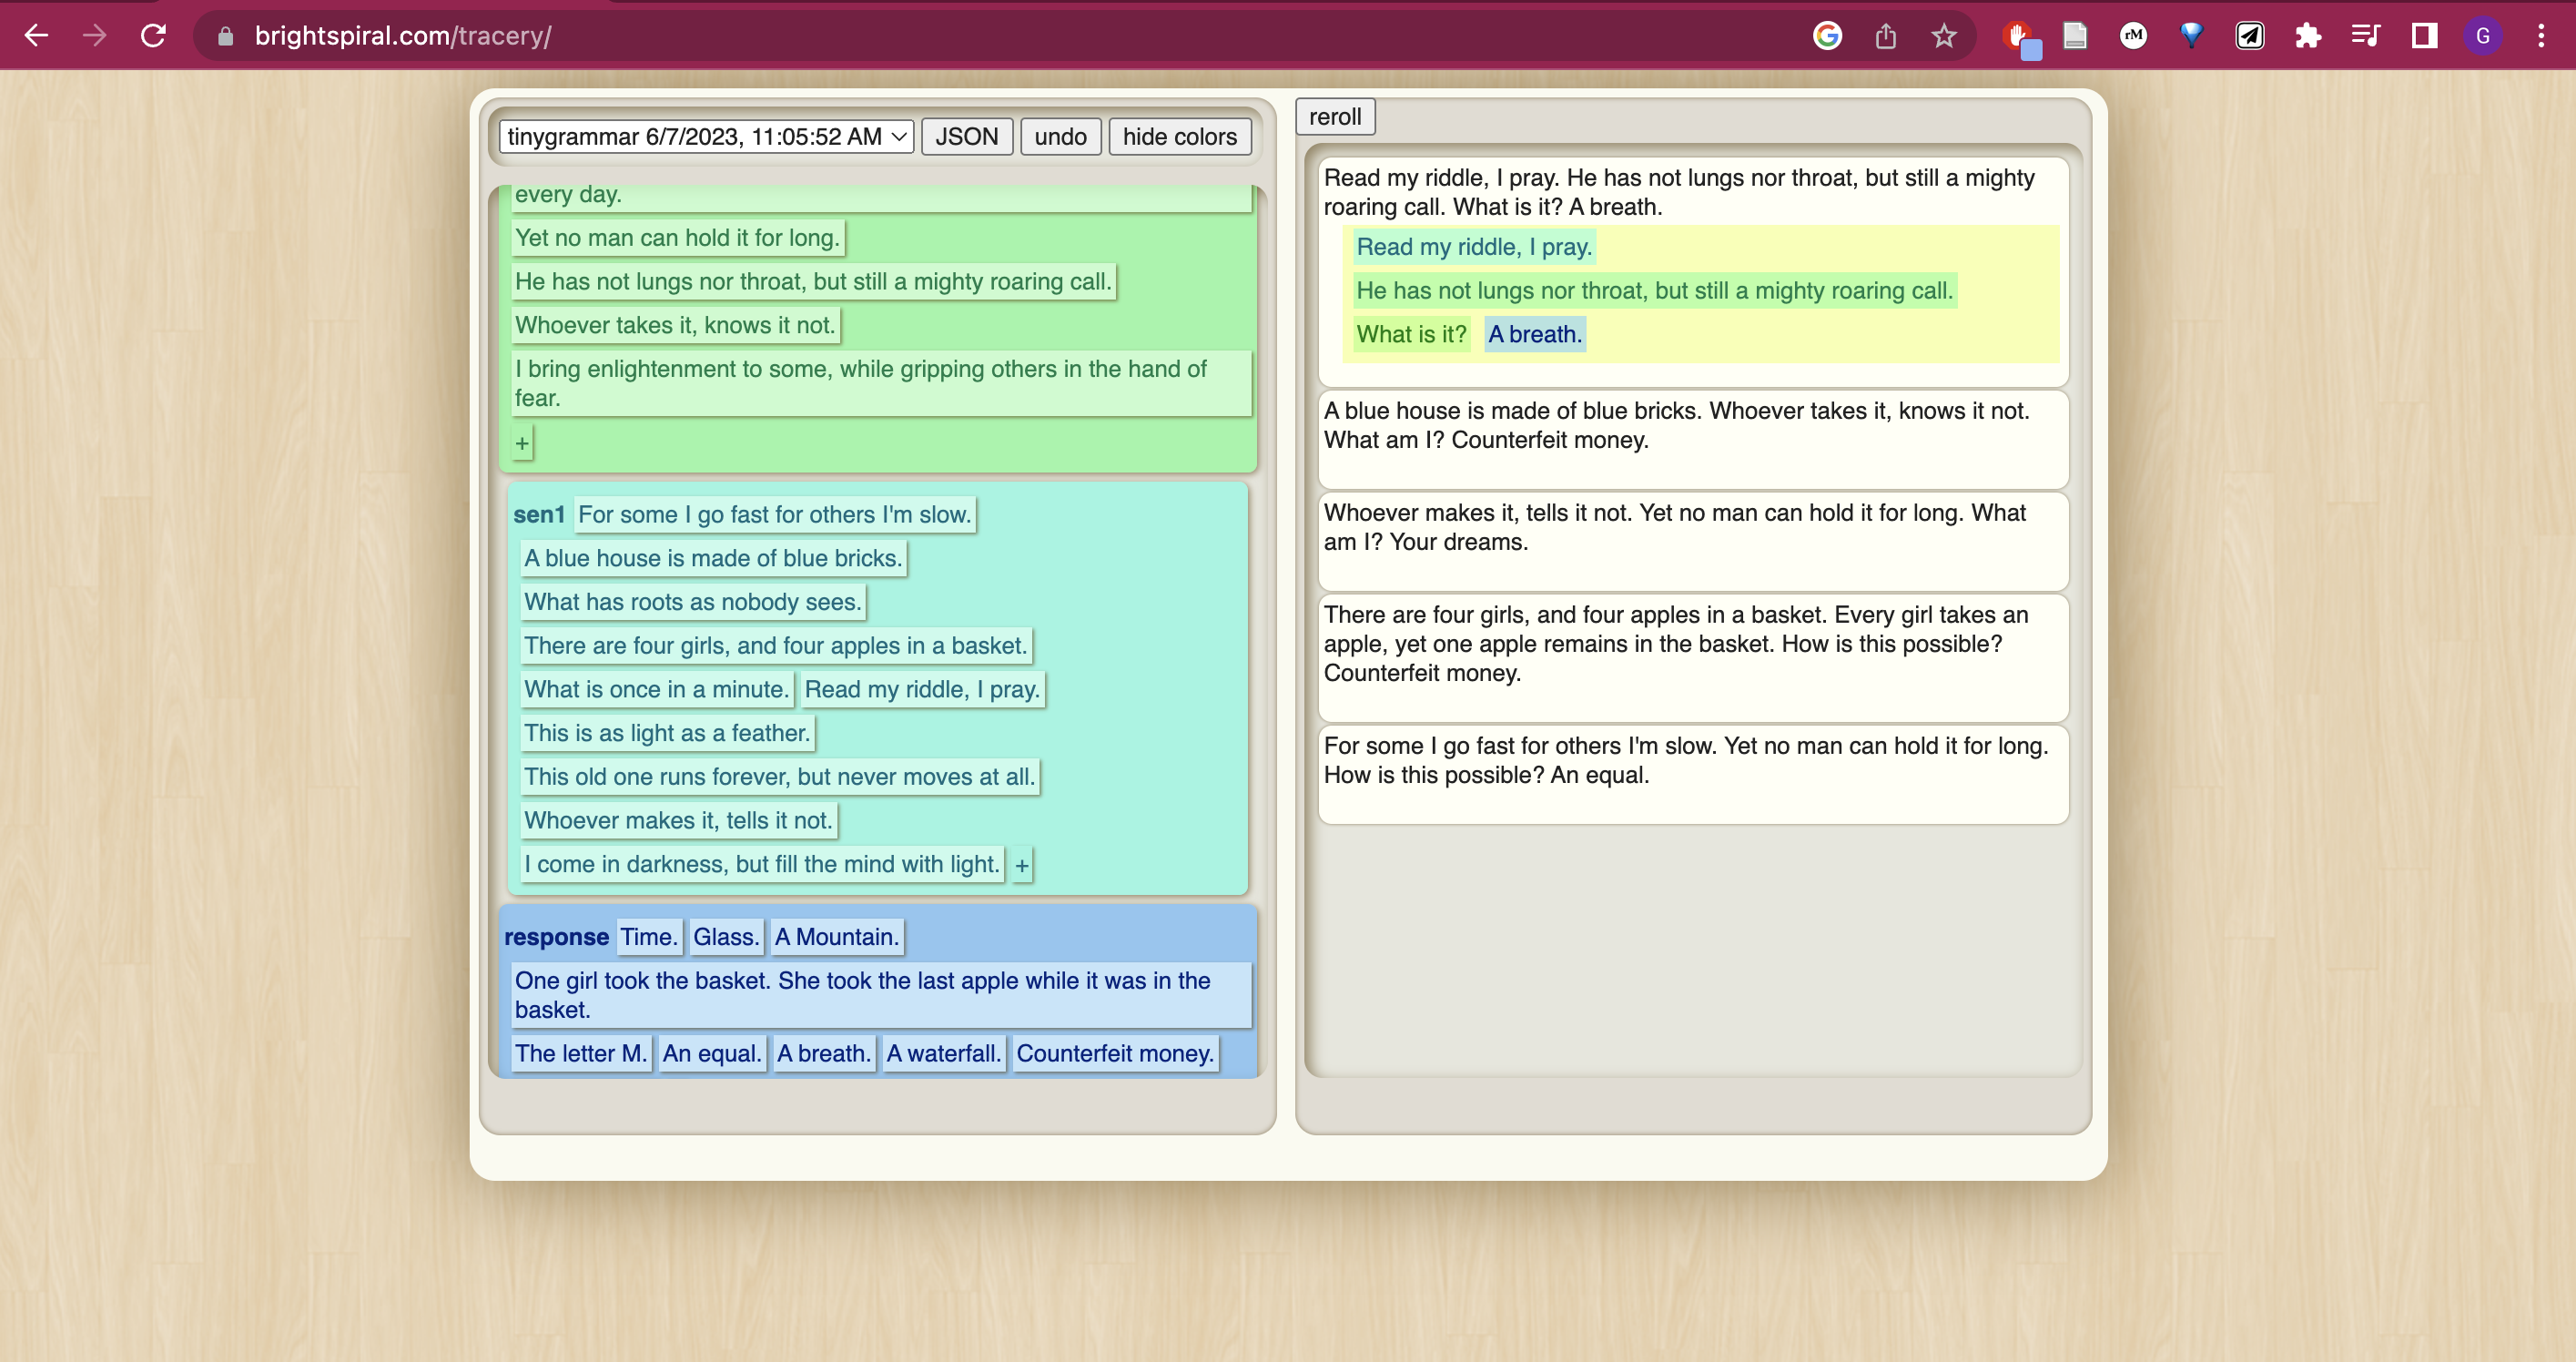 brightspiral.com/tracery/
G
rM
G
tinygrammar 6/7/2023, 11:05:52 AM JSON undo hide colors
every day.
Yet no man can hold it for long.
He has not lungs nor throat, but still a mighty roaring call.
Whoever takes it, knows it not.
I bring enlightenment to some, while gripping others in the hand of
fear.
+
sen1 For some I go fast for others I'm slow.
A blue house is made of blue bricks.
What has roots as nobody sees.
There are four girls, and four apples in a basket.
What is once in a minute. Read my riddle, I pray.
This is as light as a feather.
This old one runs forever, but never moves at all.
Whoever makes it, tells it not.
I come in darkness, but fill the mind with light. +
response Time. Glass. A Mountain.
One girl took the basket. She took the last apple while it was in the
basket.
The letter M. An equal. A breath. A waterfall. Counterfeit money.
reroll
Read my riddle, I pray. He has not lungs nor throat, but still a mighty
roaring call. What is it? A breath.
Read my riddle, I pray.
He has not lungs nor throat, but still a mighty roaring call.
What is it? A breath.
A blue house is made of blue bricks. Whoever takes it, knows it not.
What am I? Counterfeit money.
Whoever makes it, tells it not. Yet no man can hold it for long. What
am I? Your dreams.
There are four girls, and four apples in a basket. Every girl takes an
apple, yet one apple remains in the basket. How is this possible?
Counterfeit money.
For some I go fast for others I'm slow. Yet no man can hold it for long.
How is this possible? An equal.